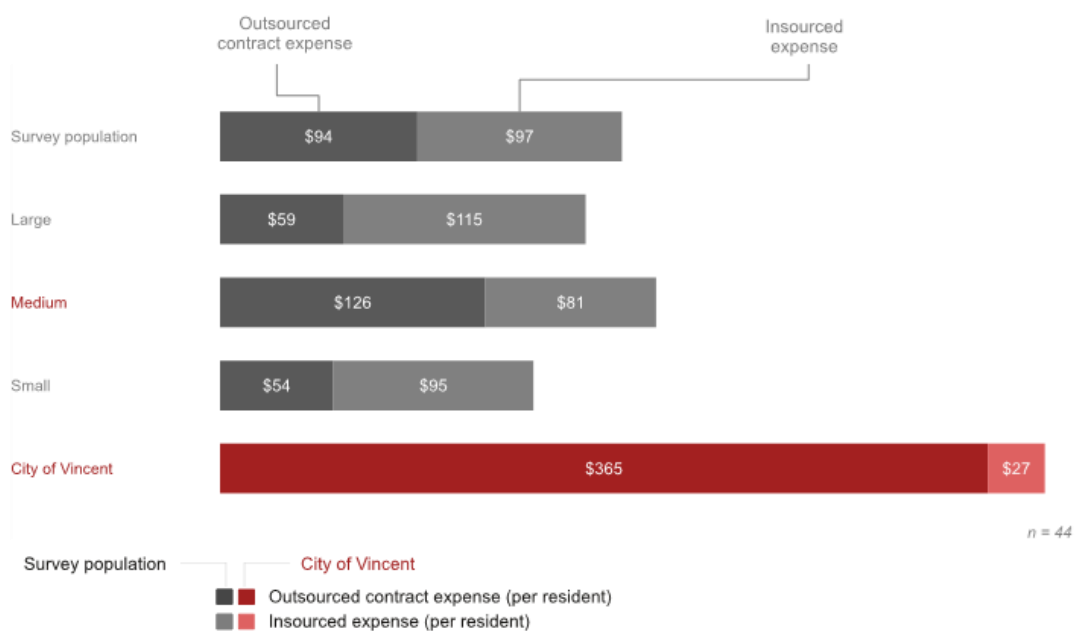 Outsourced
contract expense
Insourced
expense
Survey population
$94
$97
Large
$59
$115
Medium
$126
$81
Small
$54
$95
City of Vincent
$365
$27
n = 44
Survey population
City of Vincent
Outsourced contract expense (per resident)
Insourced expense (per resident)